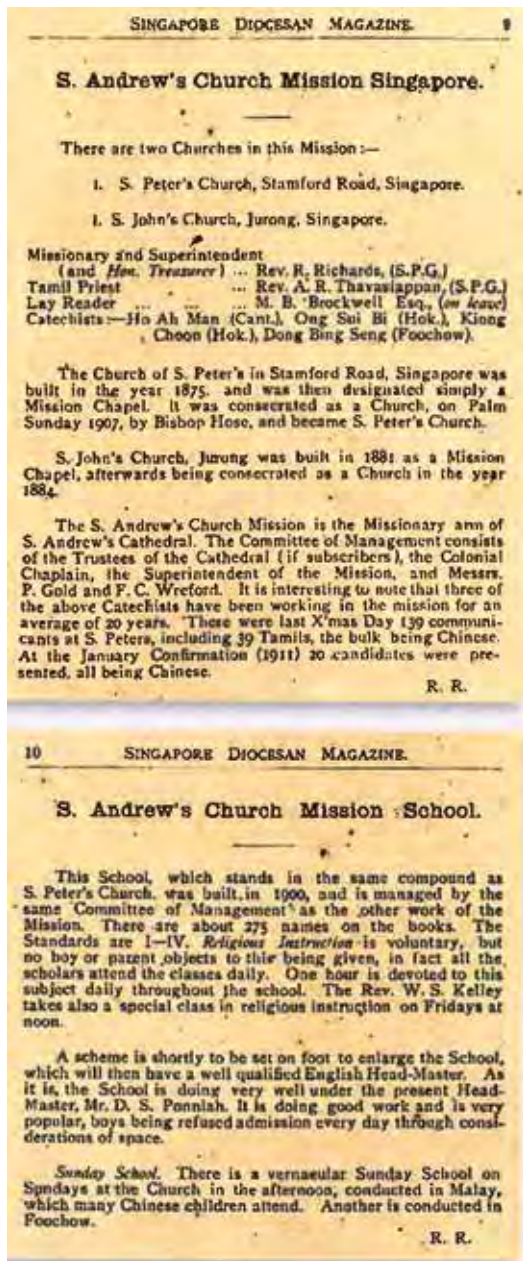 SINGAPORE DIOCESAN MAGAZINE. 9
S. Andrew's Church Mission Singapore.
There are two Churches in this Mission :—
1. S. Peter's Church, Stamford Road, Singapore.
1. S. John's Church, Jurong, Singapore.
Missionary and Superintendent
(and Hon. Treasurer) ... Rev. R. Richards, (S.P.G.)
Tamil Priest ... Rev. A. R. Thavasiappan, (S.P.G.)
Lay Reader ... ... ... M. B. Brockwell Esq., (on leave)
Catechists:—Ho Ah Man (Cant.), Ong Sui Bi (Hok.), Kiong
Choon (Hok.), Dong Bing Seng (Foochow).
The Church of S. Peter's in Stamford Road, Singapore was
built in the year 1875. and was then designated simply a
Mission Chapel. It was consecrated as a Church, on Palm
Sunday 1907, by Bishop Hose, and became S. Peter's Church.
S. John's Church, Jurong was built in 1881 as a Mission
Chapel, afterwards being consecrated as a Church in the year
1884.
The S. Andrew's Church Mission is the Missionary arm of
S. Andrew's Cathedral. The Committee of Management consists
of the Trustees of the Cathedral (if subscribers), the Colonial
Chaplain, the Superintendent of the Mission, and Messrs.
P. Gold and F. C. Wreford. It is interesting to note that three of
the above Catechists have been working in the mission for an
average of 20 years. There were last X'mas Day 139 communi-
cants at S. Peters, including 39 Tamils, the bulk being Chinese.
At the January Confirmation (1911) 20 candidates were pre-
sented, all being Chinese.
R. R.
10 SINGAPORE DIOCESAN MAGAZINE.
S. Andrew's Church Mission School.
This School, which stands in the same compound as
S. Peter's Church, was built in 1900, and is managed by the
same Committee of Management as the other work of the
Mission. There are about 275 names on the books. The
Standards are I—IV. Religious Instruction is voluntary, but
no boy or parent objects to this being given, in fact all the
scholars attend the classes daily. One hour is devoted to this
subject daily throughout the school. The Rev. W. S. Kelley
takes also a special class in religious instruction on Fridays at
noon.
A scheme is shortly to be set on foot to enlarge the School,
which will then have a well qualified English Head-Master. As
it is, the School is doing very well under the present Head-
Master, Mr. D. S. Ponniah. It is doing good work and is very
popular, boys being refused admission every day through consi-
derations of space.
Sunday School. There is a vernaeular Sunday School on
Sundays at the Church in the afternoon, conducted in Malay,
which many Chinese children attend. Another is conducted in
Foochow.
R. R.